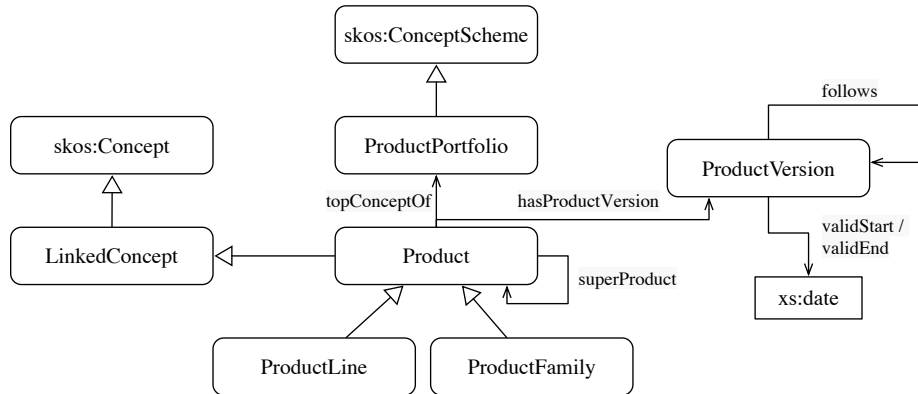 skos:ConceptScheme
follows
skos:Concept
ProductPortfolio
ProductVersion
topConceptOf
hasProductVersion
validStart /
validEnd
LinkedConcept
Product
superProduct
xs:date
ProductLine
ProductFamily